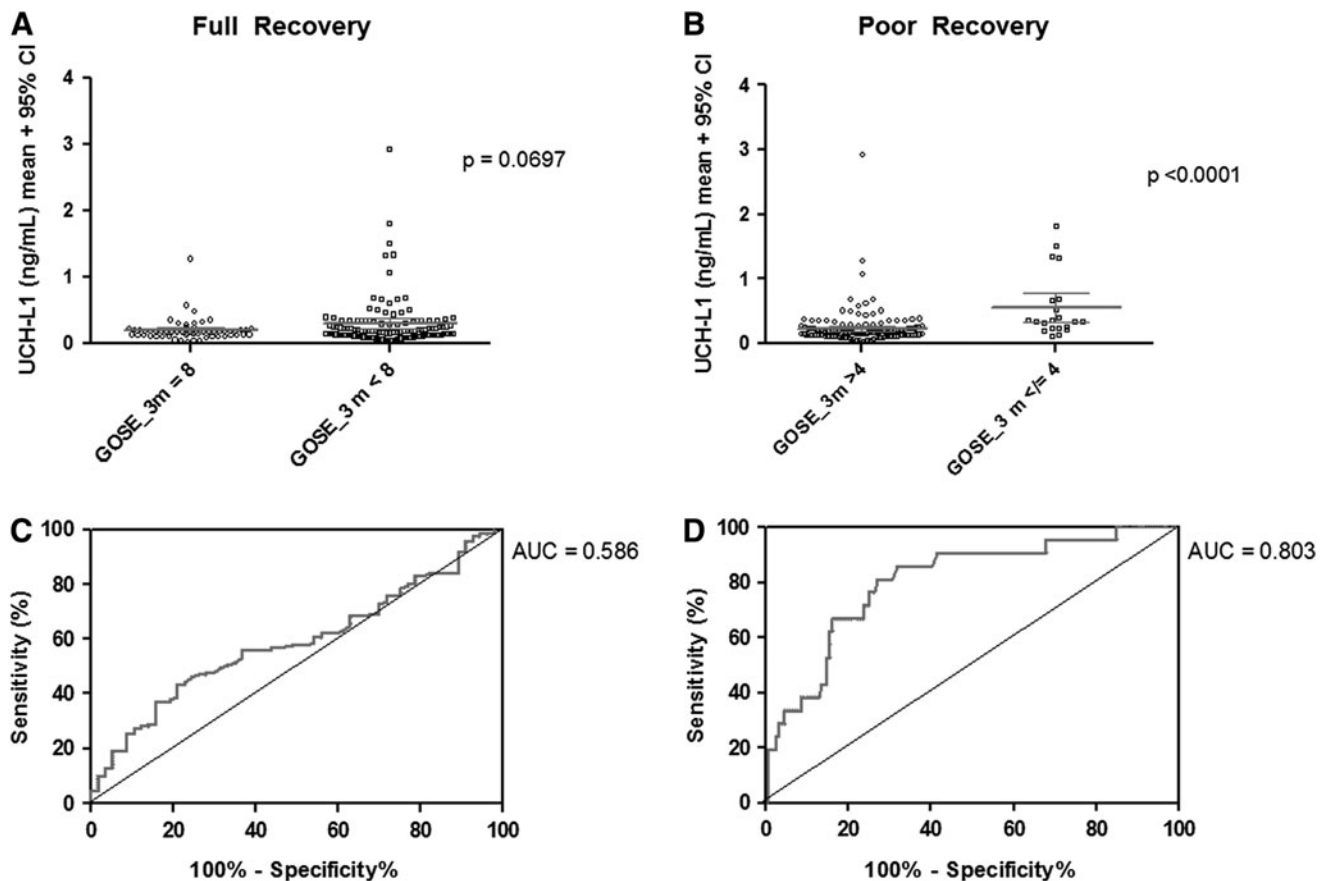 A
Full Recovery
UCH-L1 (ng/mL) mean + 95% CI
4
3
2
1
0
p = 0.0697
GOSE_3m = 8
GOSE_3 m < 8
B
Poor Recovery
UCH-L1 (ng/mL) mean + 95% CI
4
3
2
1
0
p <0.0001
GOSE_3m >4
GOSE_3 m </= 4
C
Sensitivity (%)
100
80
60
40
20
0
0 20 40 60 80 100
100% - Specificity%
AUC = 0.586
D
Sensitivity (%)
100
80
60
40
20
0
0 20 40 60 80 100
100% - Specificity%
AUC = 0.803